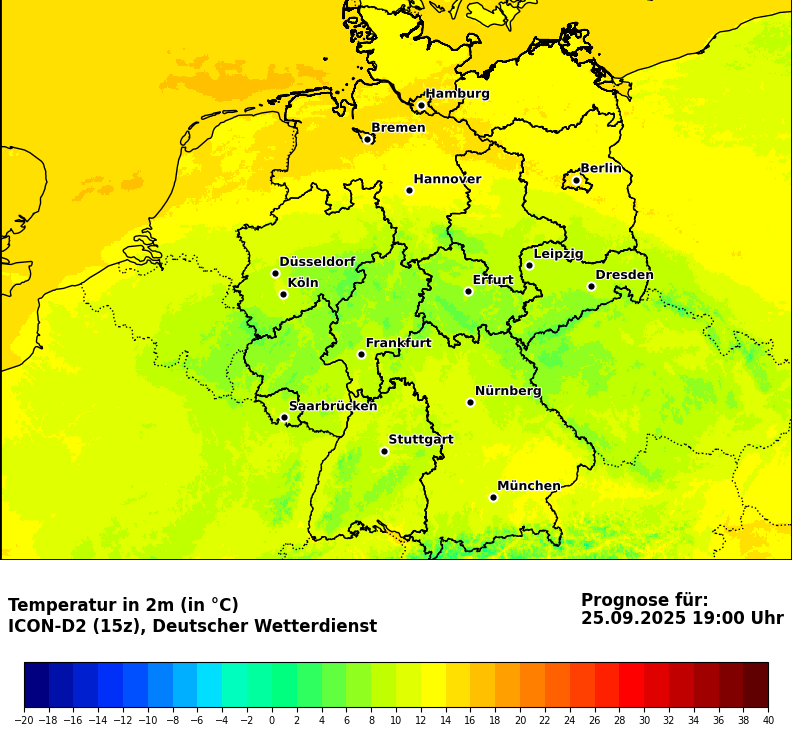 Hamburg
Bremen
Berlin
Hannover
Leipzig
Düsseldorf
Dresden
Köln
Erfurt
Frankfurt
Nürnberg
Saarbrücken
Stuttgart
München
Temperatur in 2m (in °C)
ICON-D2 (15z), Deutscher Wetterdienst
Prognose für:
25.09.2025 19:00 Uhr
−20 −18 −16 −14 −12 −10 −8 −6 −4 −2 0 2 4 6 8 10 12 14 16 18 20 22 24 26 28 30 32 34 36 38 40